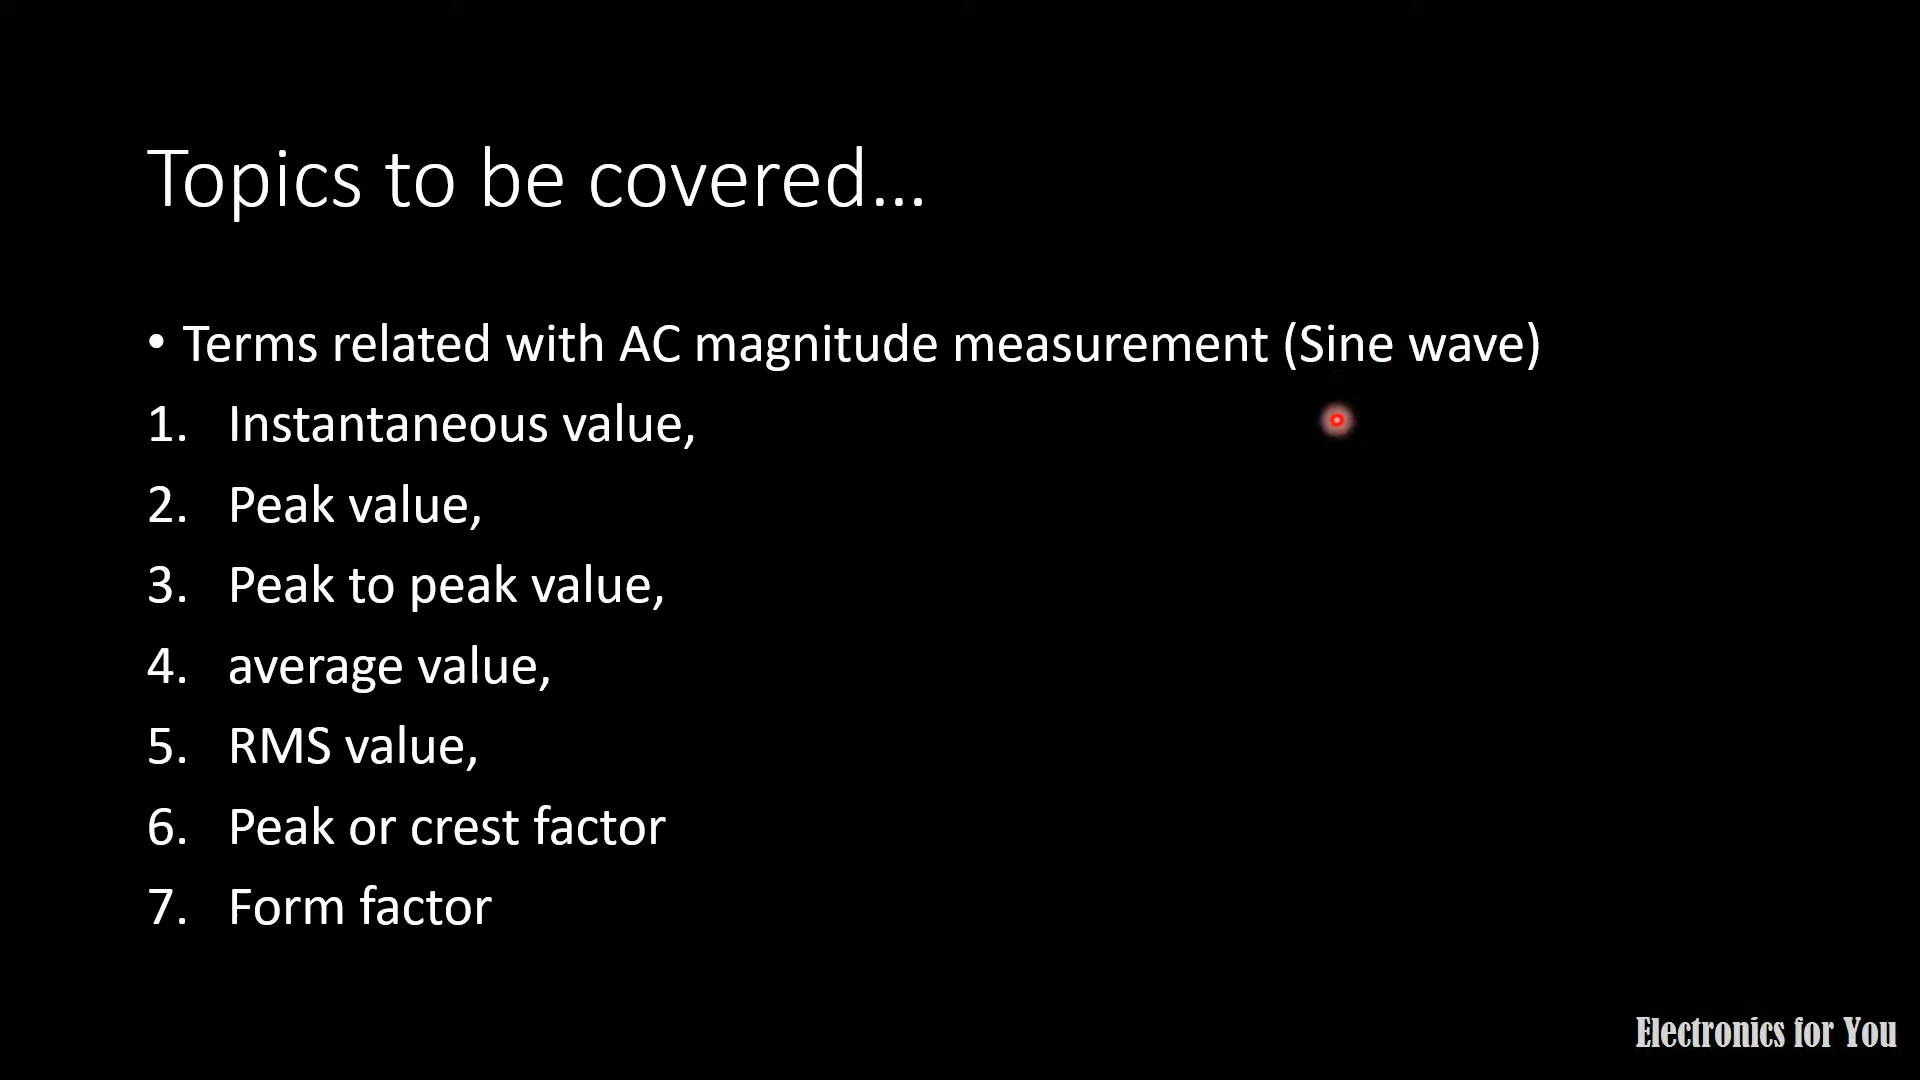 Topics to be covered...
• Terms related with AC magnitude measurement (Sine wave)
1. Instantaneous value,
2. Peak value,
3. Peak to peak value,
4. average value,
5. RMS value,
6. Peak or crest factor
7. Form factor
Electronics for You